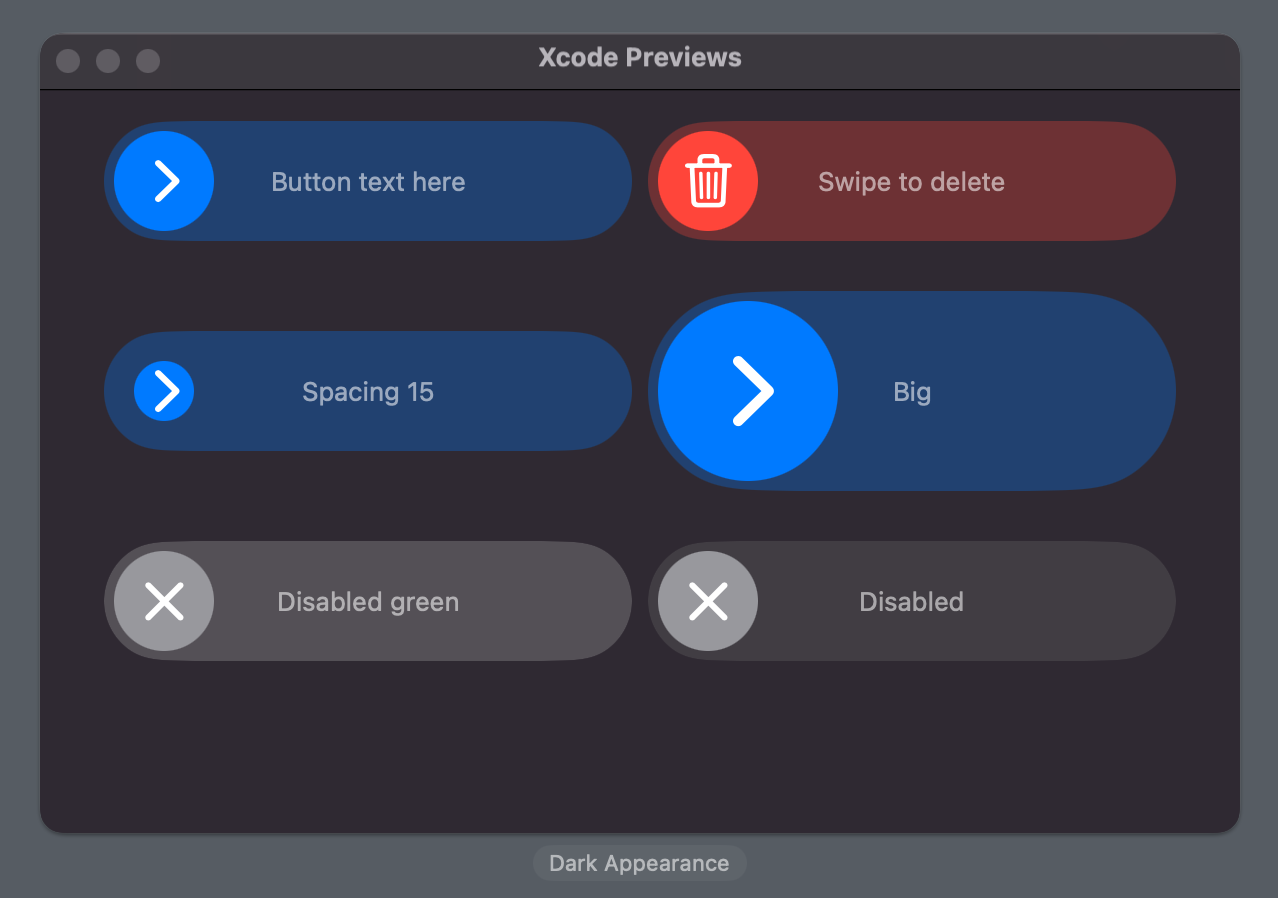 Xcode Previews
Button text here
Swipe to delete
Spacing 15
Big
Disabled green
Disabled
Dark Appearance